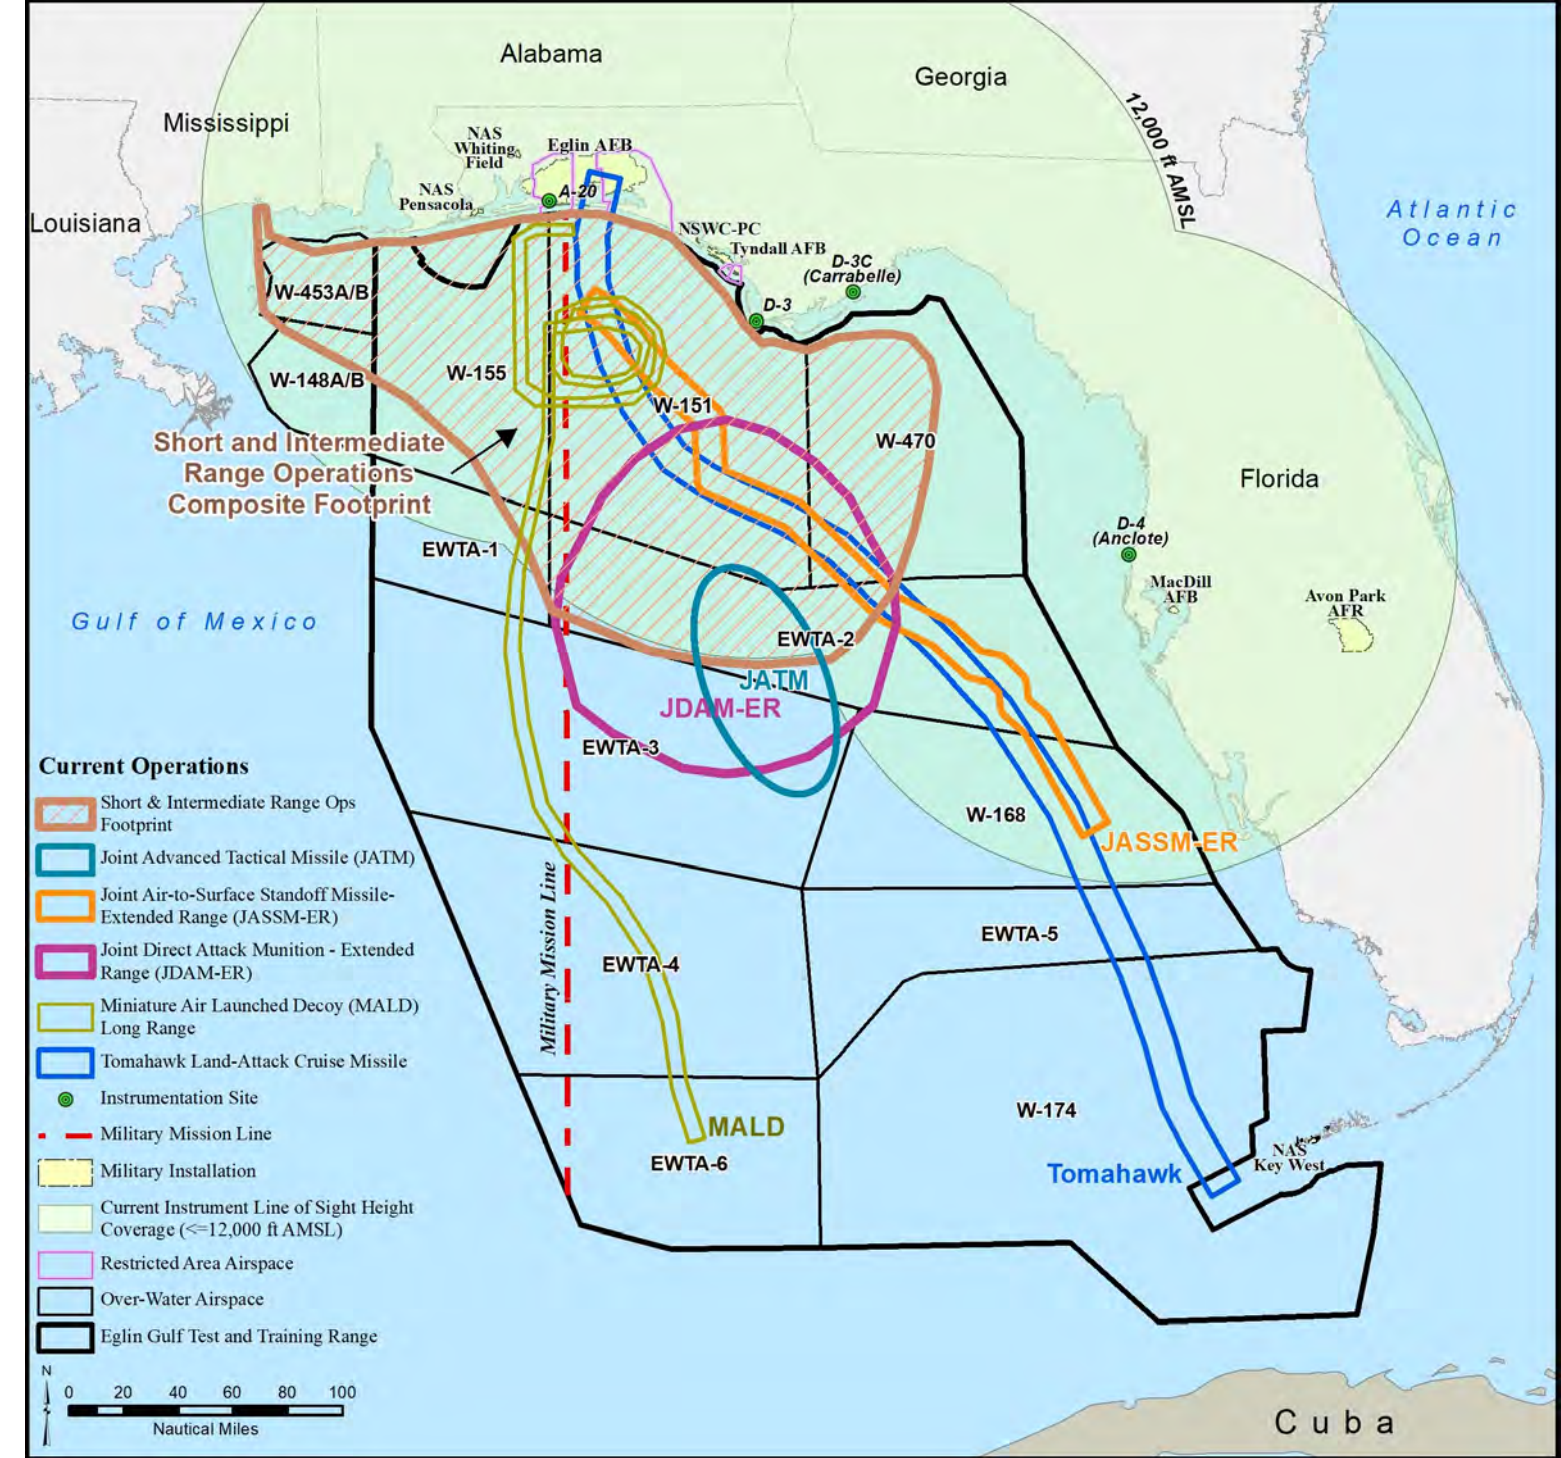 Alabama
Georgia
Mississippi
Louisiana
12,000 ft AMSL
NAS
Whiting
Field
Eglin AFB
NAS
Pensacola
A-20
NSWC-PC
Tyndall AFB
D-3C
(Carrabelle)
D-3
Atlantic
Ocean
W-453A/B
W-148A/B
W-155
W-151
W-470
Short and Intermediate
Range Operations
Composite Footprint
Florida
D-4
(Anclote)
MacDill
AFB
Avon Park
AFR
EWTA-1
Gulf of Mexico
EWTA-2
JATM
JDAM-ER
EWTA-3
W-168
JASSM-ER
Military Mission Line
EWTA-4
EWTA-5
W-174
MALD
EWTA-6
Tomahawk
NAS
Key West
Cuba
Current Operations
Short & Intermediate Range Ops
Footprint
Joint Advanced Tactical Missile (JATM)
Joint Air-to-Surface Standoff Missile-
Extended Range (JASSM-ER)
Joint Direct Attack Munition - Extended
Range (JDAM-ER)
Miniature Air Launched Decoy (MALD)
Long Range
Tomahawk Land-Attack Cruise Missile
Instrumentation Site
Military Mission Line
Military Installation
Current Instrument Line of Sight Height
Coverage (<=12,000 ft AMSL)
Restricted Area Airspace
Over-Water Airspace
Eglin Gulf Test and Training Range
N
0 20 40 60 80 100
Nautical Miles